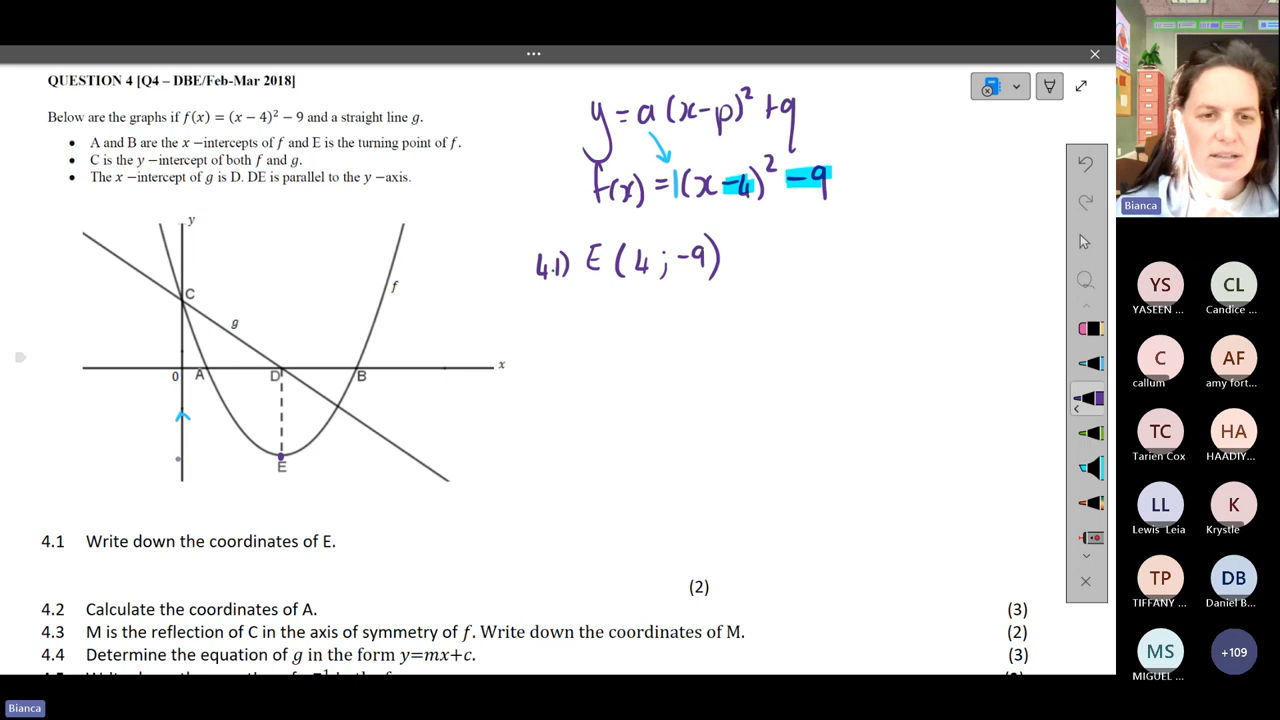 QUESTION 4 [Q4 – DBE/Feb-Mar 2018]
Below are the graphs if f(x) = (x − 4)² − 9 and a straight line g.
• A and B are the x −intercepts of f and E is the turning point of f.
• C is the y −intercept of both f and g.
• The x −intercept of g is D. DE is parallel to the y −axis.
y = a(x-p)² + q
f(x) = 1(x-4)² -9
4.1) E (4 ; -9)
y
C
g
f
0 A D B x
E
4.1 Write down the coordinates of E.
(2)
4.2 Calculate the coordinates of A. (3)
4.3 M is the reflection of C in the axis of symmetry of f. Write down the coordinates of M. (2)
4.4 Determine the equation of g in the form y=mx+c. (3)
Bianca
YS CL
YASEEN ... Candice ...
C AF
callum amy fort...
TC HA
Tarien Cox HAADIY...
LL K
Lewis Leia Krystle
TP DB
TIFFANY ... Daniel B...
MS +109
MIGUEL ...
Bianca